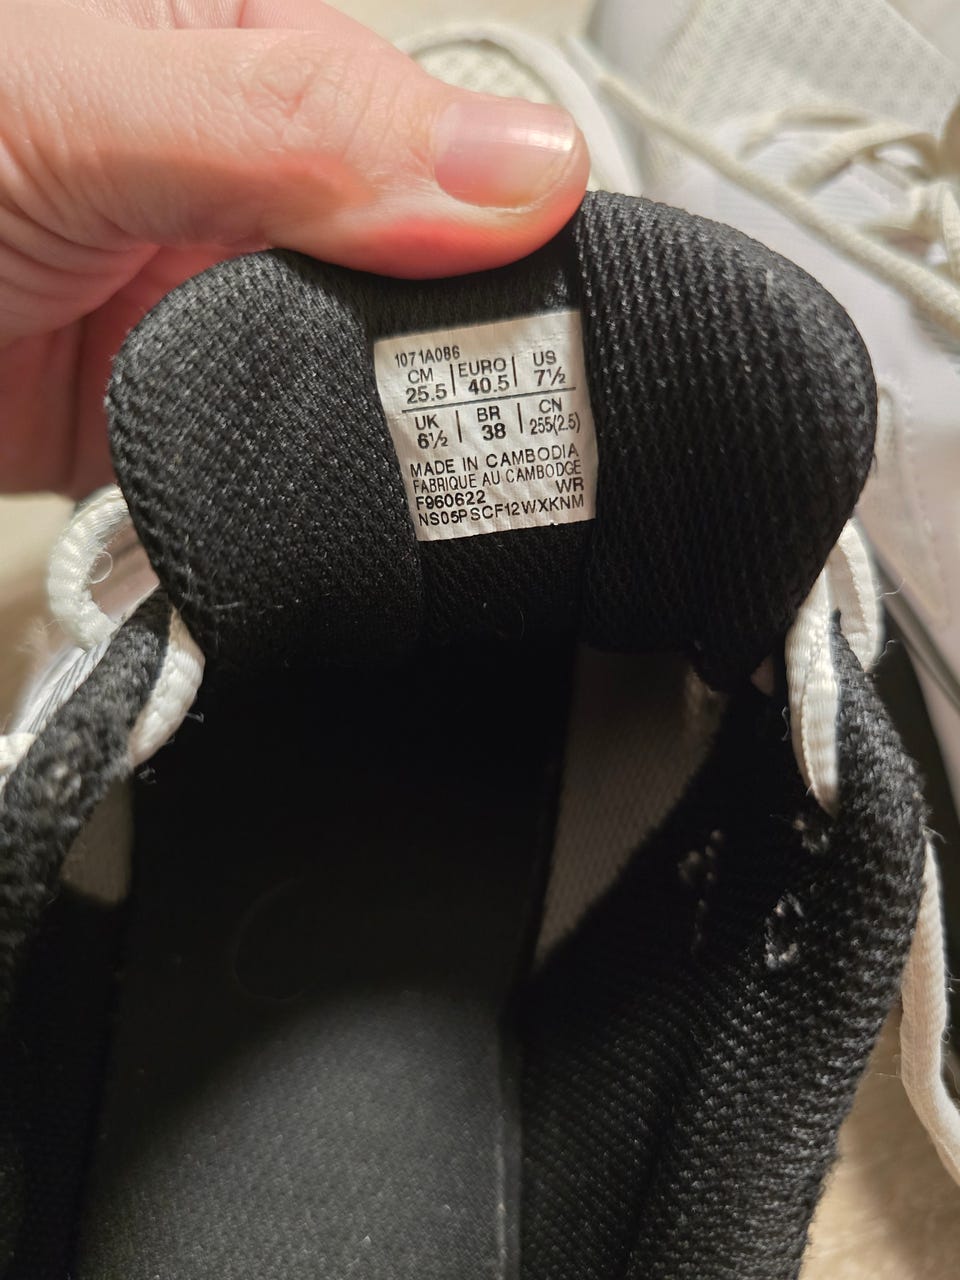 1071A086
CM EURO US
25.5 40.5 7½
UK BR CN
6½ 38 255(2.5)
MADE IN CAMBODIA
FABRIQUE AU CAMBODGE
F960622 WR
NS05PSCF12WXKNM